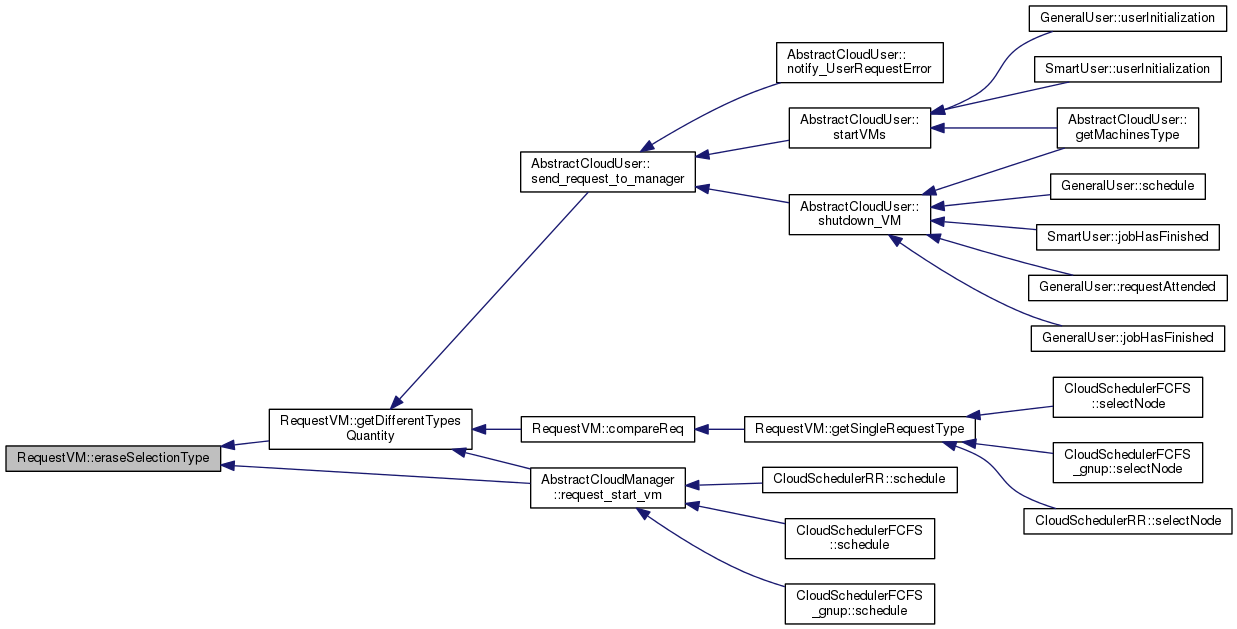 GeneralUser::userInitialization
AbstractCloudUser::
notify_UserRequestError
SmartUser::userInitialization
AbstractCloudUser::
startVMs
AbstractCloudUser::
getMachinesType
AbstractCloudUser::
send_request_to_manager
GeneralUser::schedule
AbstractCloudUser::
shutdown_VM
SmartUser::jobHasFinished
GeneralUser::requestAttended
GeneralUser::jobHasFinished
CloudSchedulerFCFS
::selectNode
RequestVM::getDifferentTypes
Quantity
RequestVM::compareReq
RequestVM::getSingleRequestType
RequestVM::eraseSelectionType
CloudSchedulerFCFS
_gnup::selectNode
AbstractCloudManager
::request_start_vm
CloudSchedulerRR::schedule
CloudSchedulerRR::selectNode
CloudSchedulerFCFS
::schedule
CloudSchedulerFCFS
_gnup::schedule